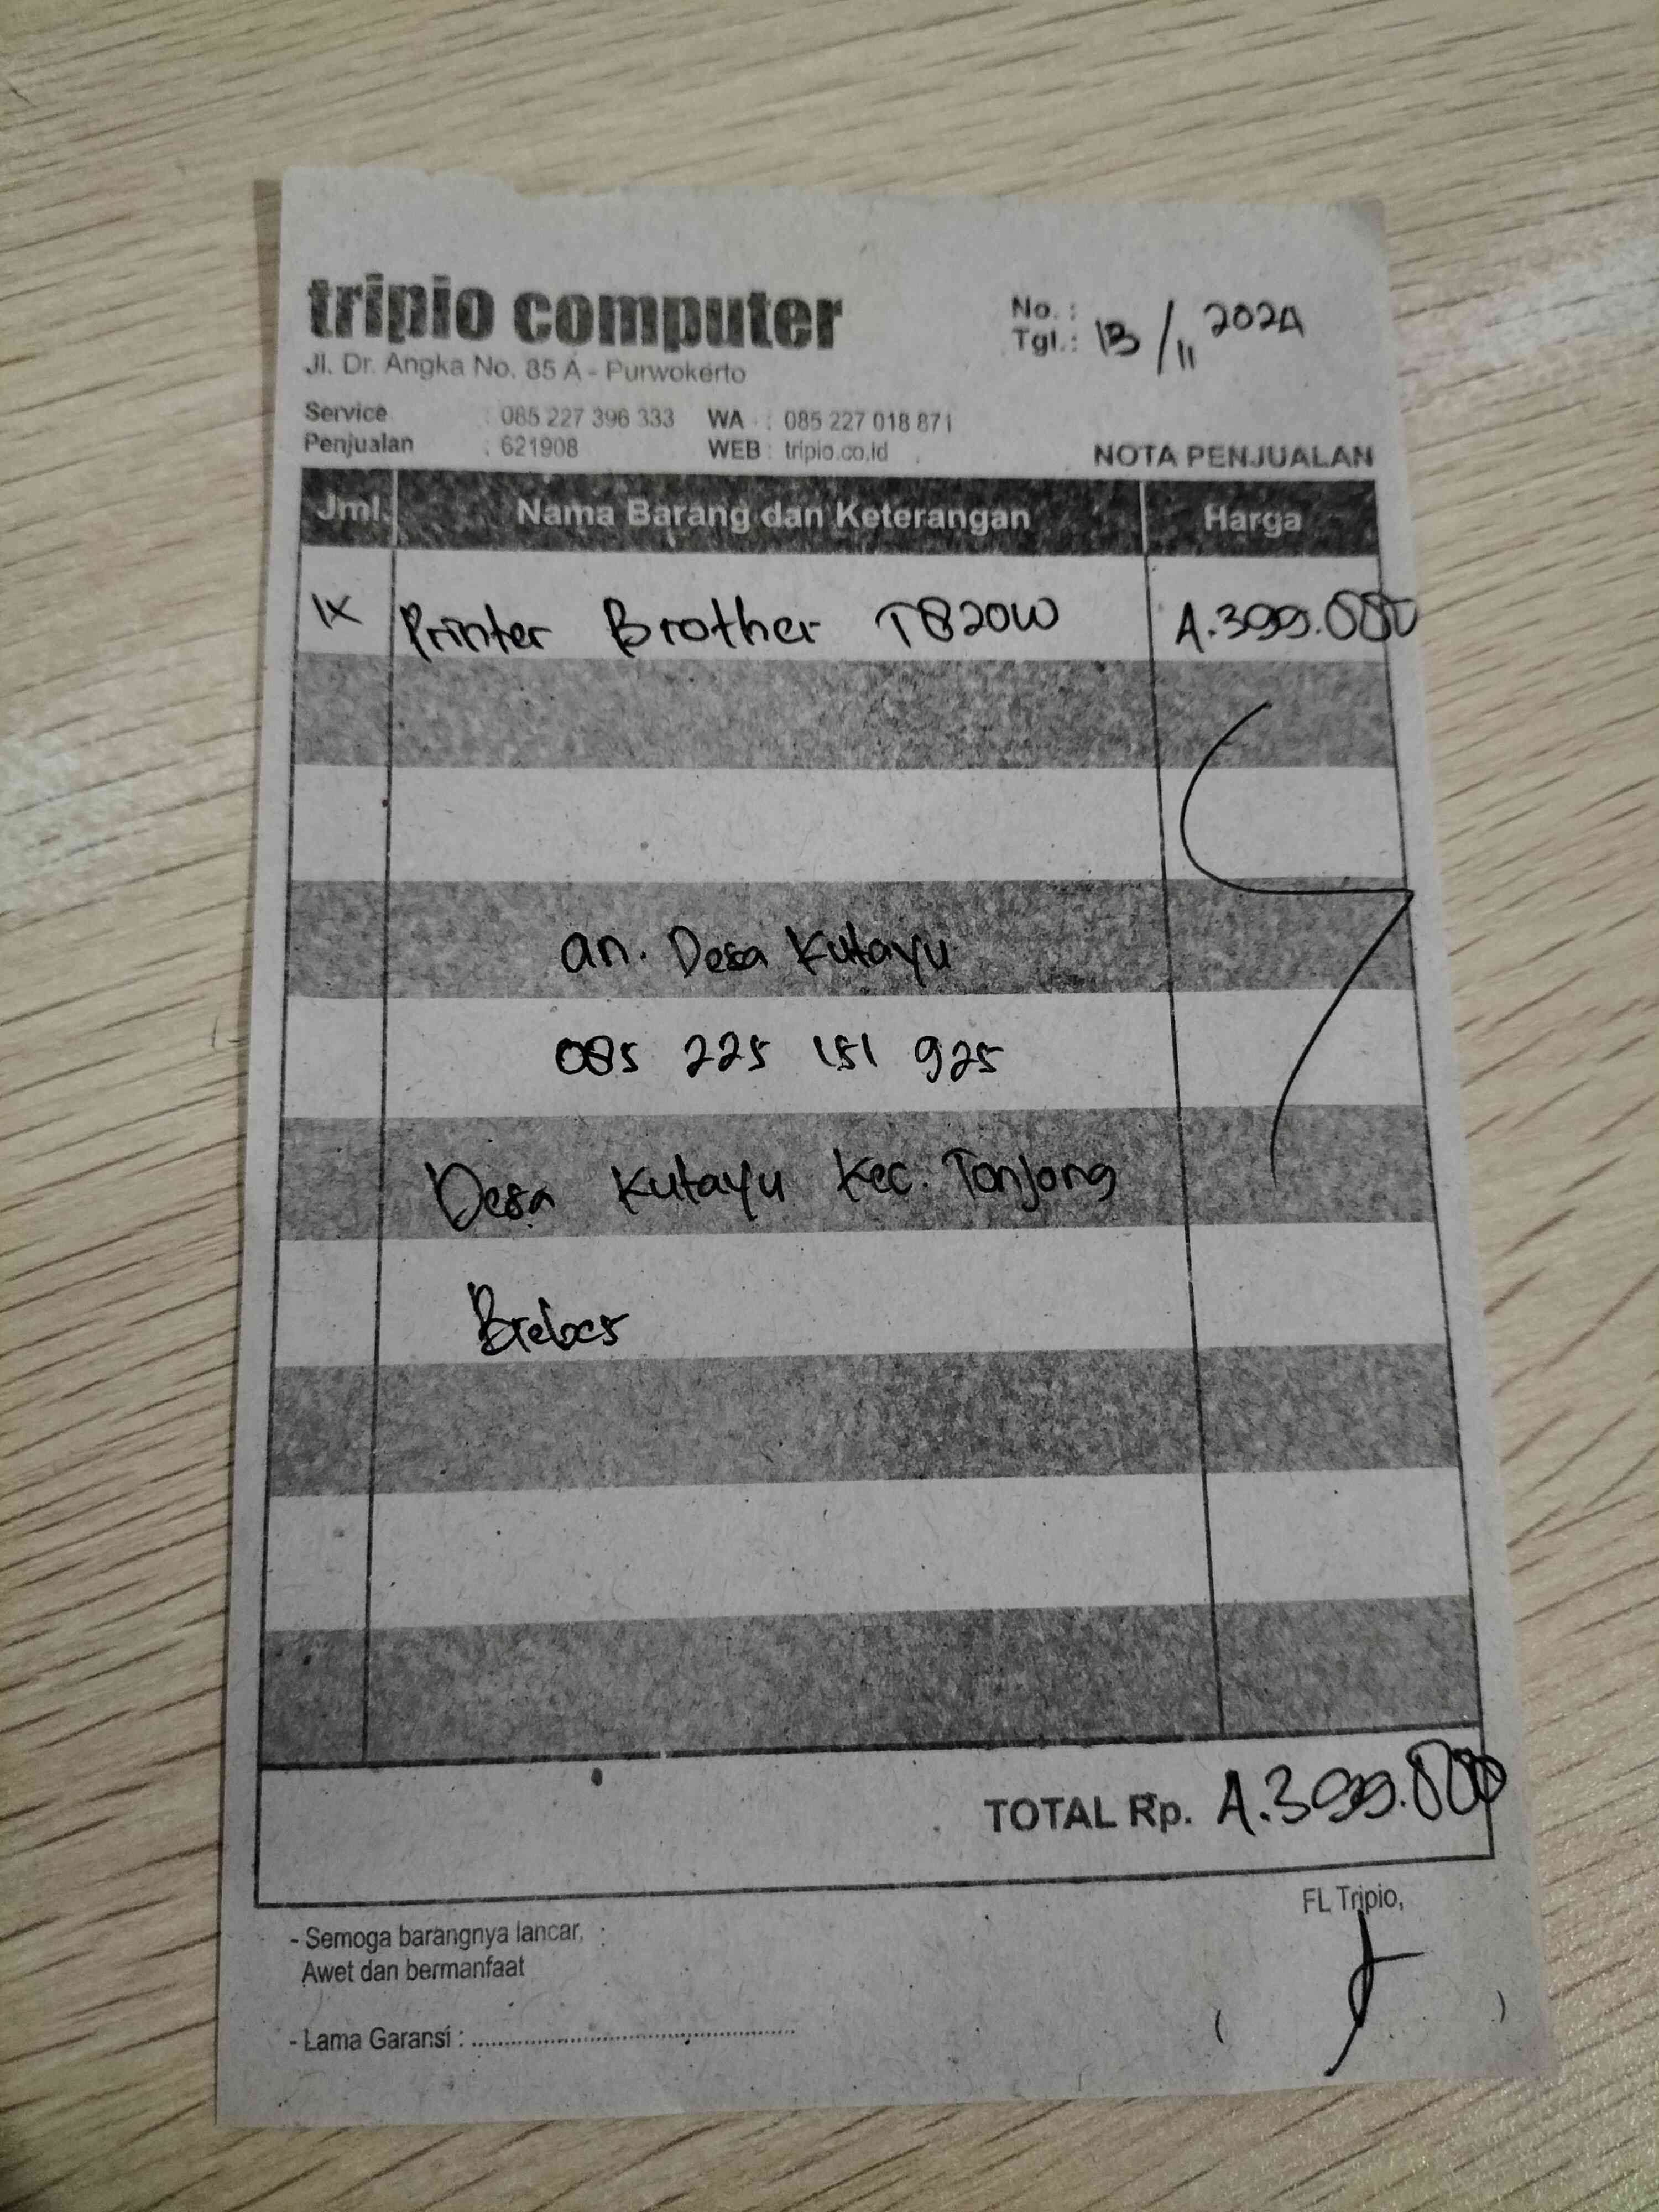 tripio computer
Jl. Dr. Angka No. 85 A - Purwokerto
No. :
Tgl.: 13/11 2024
Service : 085 227 396 333 WA : 085 227 018 871
Penjualan : 621908 WEB : tripio.co.id
NOTA PENJUALAN
Jml. Nama Barang dan Keterangan Harga
1x Printer Brother T820W 4.399.000
an. Desa Kutayu
085 225 151 925
Desa Kutayu Kec. Tonjong
Brebes
TOTAL Rp. 4.399.000
FL Tripio,
- Semoga barangnya lancar,
Awet dan bermanfaat
- Lama Garansi : ..........................................
( )